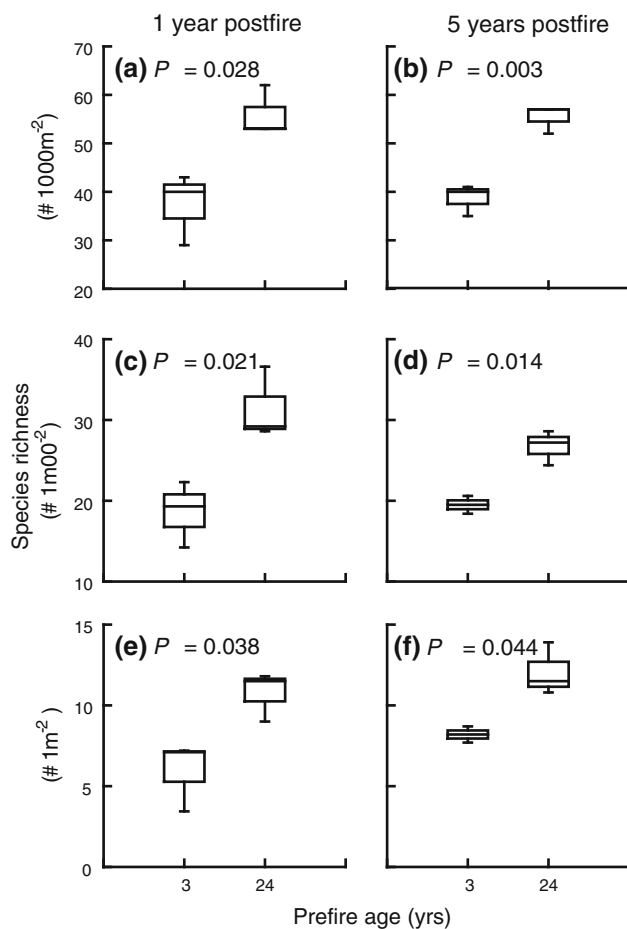 1 year postfire
5 years postfire
(a) P = 0.028
(b) P = 0.003
60
50
40
30
20
(# 1000m-2)
(c) P = 0.021
(d) P = 0.014
40
30
20
10
Species richness
(# 1m00-2)
(e) P = 0.038
(f) P = 0.044
15
10
5
0
(# 1m-2)
3
24
3
24
Prefire age (yrs)